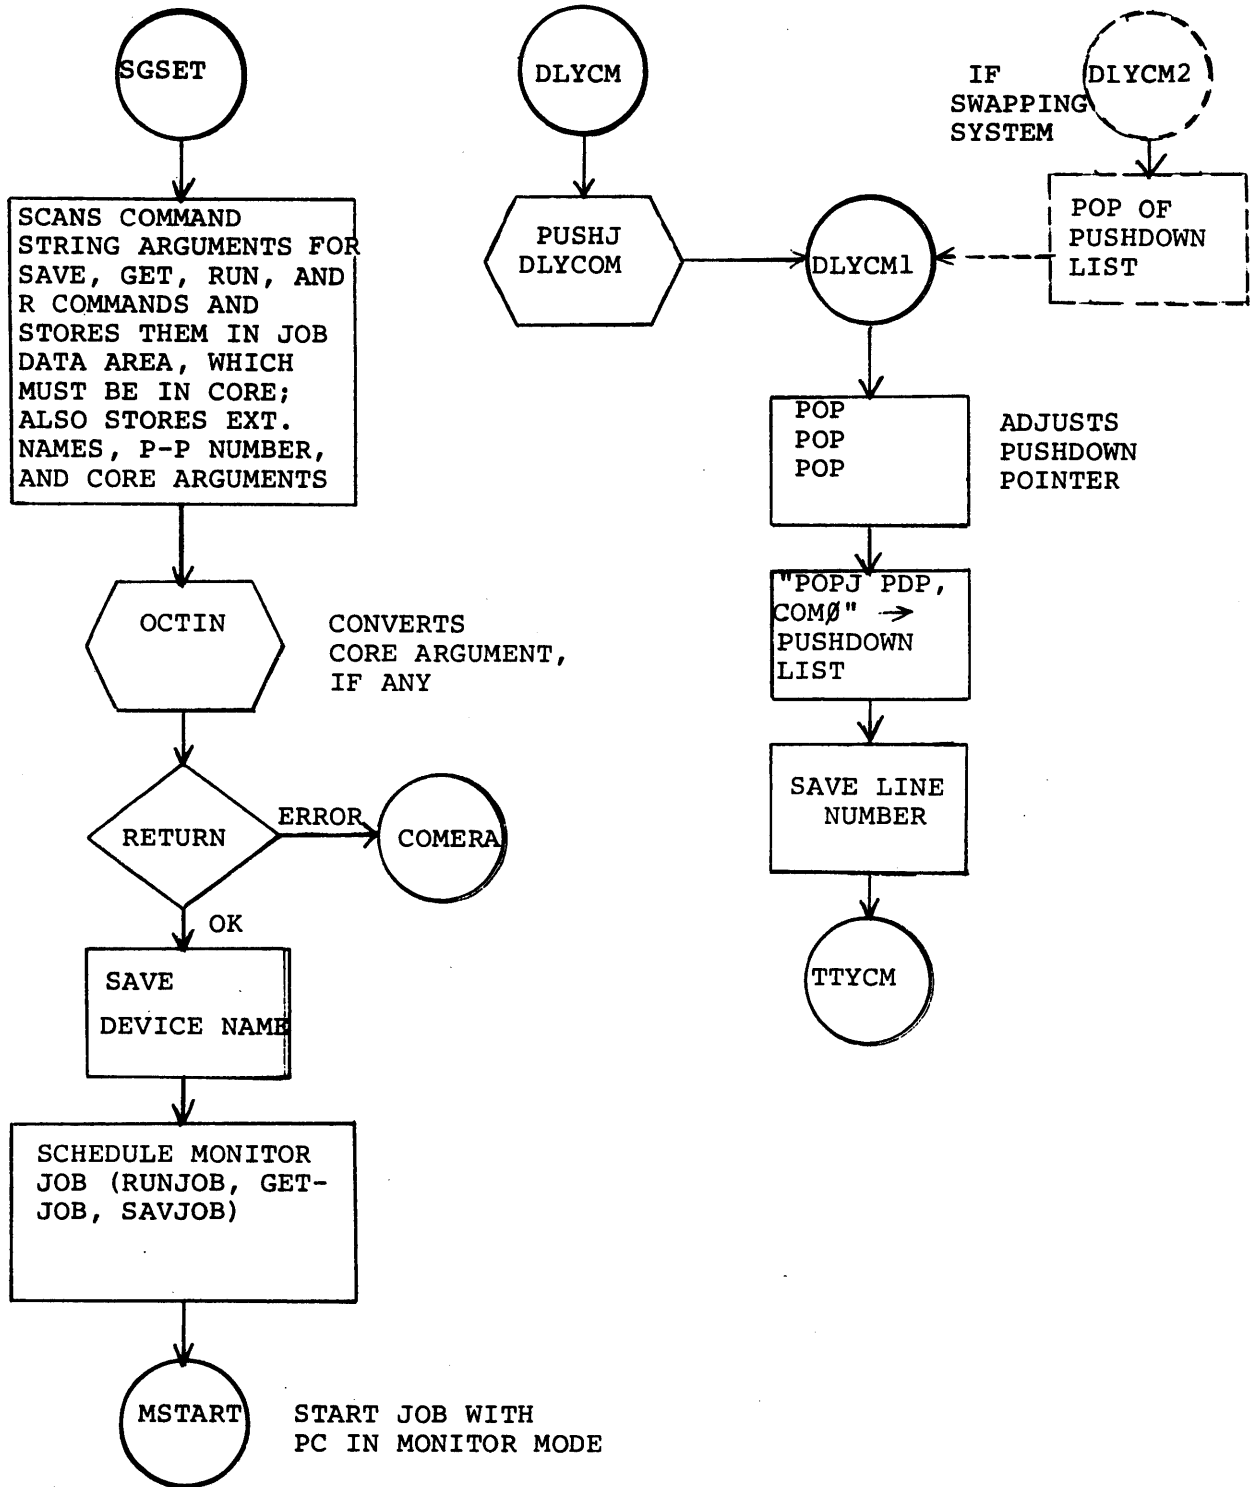 SGSET
SCANS COMMAND
STRING ARGUMENTS FOR
SAVE, GET, RUN, AND
R COMMANDS AND
STORES THEM IN JOB
DATA AREA, WHICH
MUST BE IN CORE;
ALSO STORES EXT.
NAMES, P-P NUMBER,
AND CORE ARGUMENTS
OCTIN
CONVERTS
CORE ARGUMENT,
IF ANY
RETURN
ERROR
COMERA
OK
SAVE
DEVICE NAME
SCHEDULE MONITOR
JOB (RUNJOB, GET-
JOB, SAVJOB)
MSTART
START JOB WITH
PC IN MONITOR MODE
DLYCM
PUSHJ
DLYCOM
DLYCM1
IF
SWAPPING
SYSTEM
DLYCM2
POP OF
PUSHDOWN
LIST
POP
POP
POP
ADJUSTS
PUSHDOWN
POINTER
"POPJ PDP,
COMØ" →
PUSHDOWN
LIST
SAVE LINE
NUMBER
TTYCM